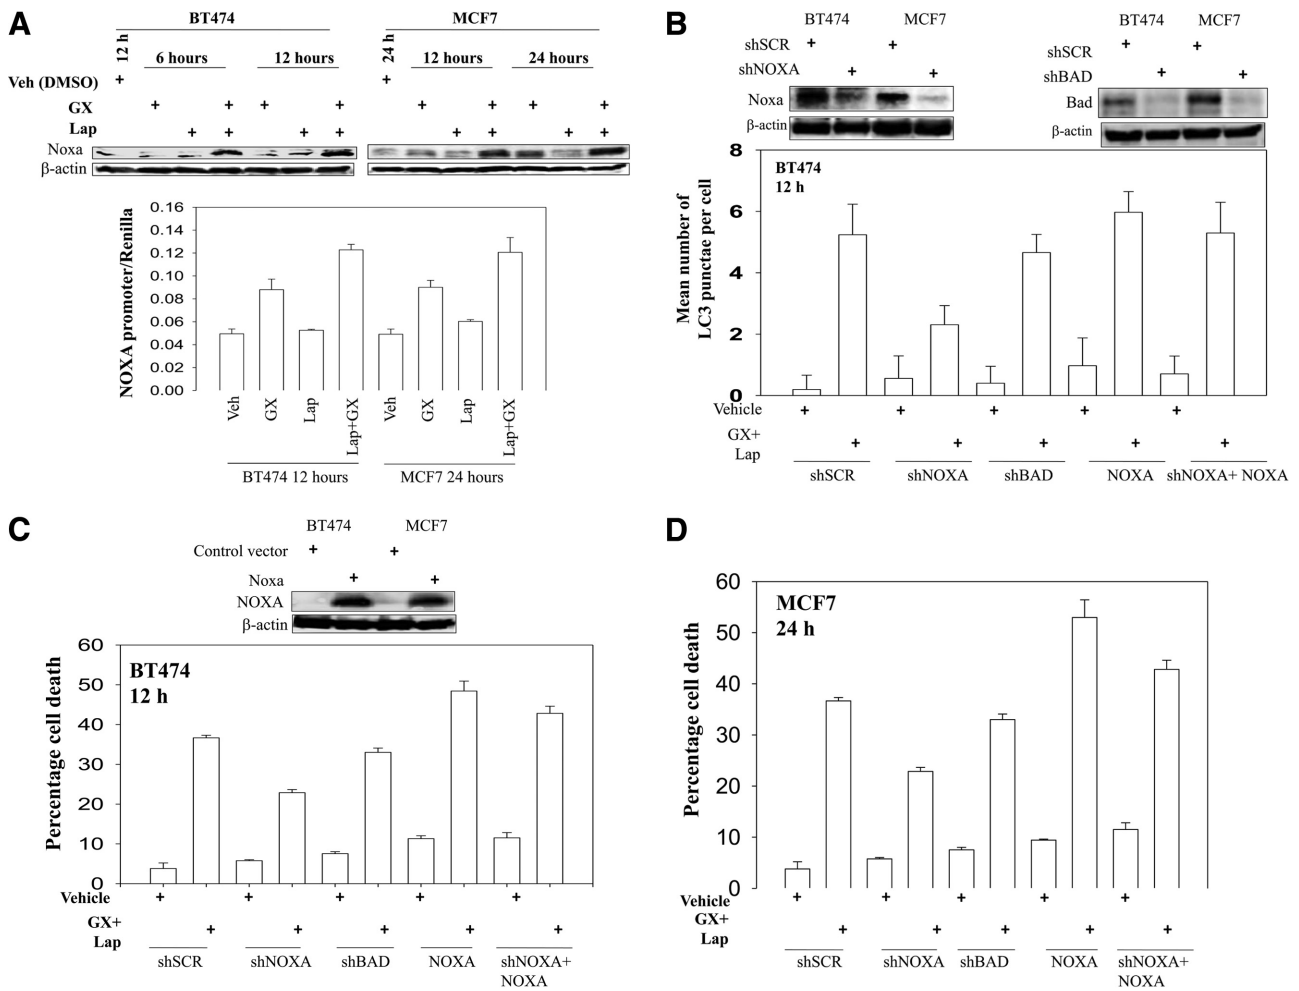 A
BT474
MCF7
12 h
6 hours
12 hours
24 h
12 hours
24 hours
Veh (DMSO) + +
GX + + + + + + + +
Lap + + + + + + + +
Noxa
β-actin
NOXA promoter/Renilla
0.16
0.14
0.12
0.10
0.08
0.06
0.04
0.02
0.00
Veh
GX
Lap
Lap+GX
Veh
GX
Lap
Lap+GX
BT474 12 hours
MCF7 24 hours
B
BT474 MCF7
shSCR + +
shNOXA + +
Noxa
β-actin
BT474 MCF7
shSCR + +
shBAD + +
Bad
β-actin
BT474
12 h
Mean number of
LC3 punctae per cell
8
6
4
2
0
Vehicle + + + + +
GX+
Lap + + + + +
shSCR shNOXA shBAD NOXA shNOXA+ NOXA
C
BT474 MCF7
Control vector + +
Noxa + +
NOXA
β-actin
BT474
12 h
Percentage cell death
60
50
40
30
20
10
0
Vehicle + + + + +
GX+
Lap + + + + +
shSCR shNOXA shBAD NOXA shNOXA+
NOXA
D
MCF7
24 h
Percentage cell death
60
50
40
30
20
10
0
Vehicle + + + + +
GX+
Lap + + + + +
shSCR shNOXA shBAD NOXA shNOXA+
NOXA